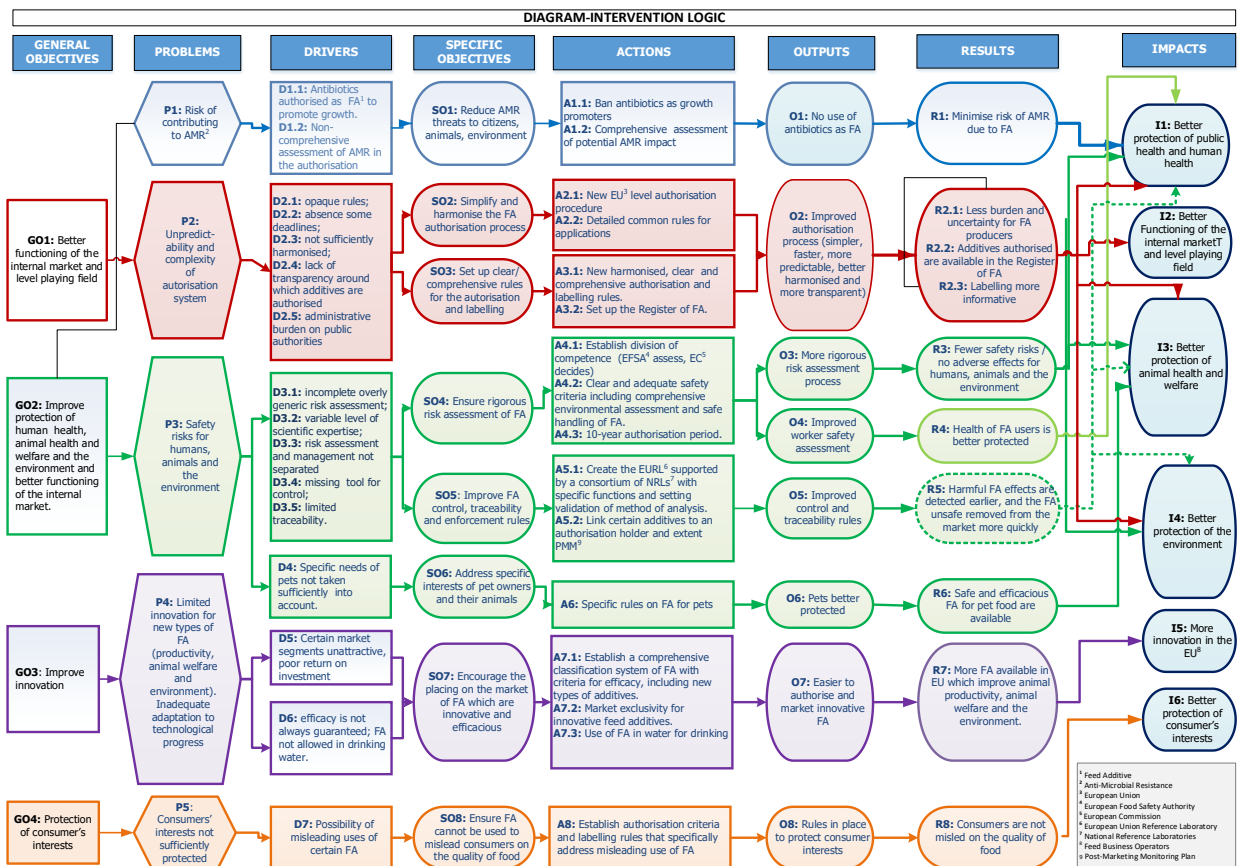 DIAGRAM-INTERVENTION LOGIC
GENERAL
OBJECTIVES
PROBLEMS
DRIVERS
SPECIFIC
OBJECTIVES
ACTIONS
OUTPUTS
RESULTS
IMPACTS
P1: Risk of
contributing
to AMR²
D1.1: Antibiotics
authorised as FA¹ to
promote growth.
D1.2: Non-
comprehensive
assessment of AMR in
the authorisation
SO1: Reduce AMR
threats to citizens,
animals, environment
A1.1: Ban antibiotics as growth
promoters
A1.2: Comprehensive assessment
of potential AMR impact
O1: No use of
antibiotics as FA
R1: Minimise risk of AMR
due to FA
I1: Better
protection of public
health and human
health
GO1: Better
functioning of the
internal market and
level playing field
P2:
Unpredict-
ability and
complexity of
autorisation
system
D2.1: opaque rules;
D2.2: absence some
deadlines;
D2.3: not sufficiently
harmonised;
D2.4: lack of
transparency around
which additives are
authorised
D2.5: administrative
burden on public
authorities
SO2: Simplify and
harmonise the FA
authorisation process
SO3: Set up clear/
comprehensive rules
for the autorisation
and labelling
A2.1: New EU³ level authorisation
procedure
A2.2: Detailed common rules for
applications
A3.1: New harmonised, clear and
comprehensive authorisation and
labelling rules.
A3.2: Set up the Register of FA.
O2: Improved
authorisation
process (simpler,
faster, more
predictable, better
harmonised and
more transparent)
R2.1: Less burden and
uncertainty for FA
producers
R2.2: Additives authorised
are available in the Register
of FA
R2.3: Labelling more
informative
I2: Better
Functioning of the
internal marketT
and level playing
field
GO2: Improve
protection of
human health,
animal health and
welfare and the
environment and
better functioning
of the internal
market.
P3: Safety
risks for
humans,
animals and
the
environment
D3.1: incomplete overly
generic risk assessment;
D3.2: variable level of
scientific expertise;
D3.3: risk assessment
and management not
separated
D3.4: missing tool for
control;
D3.5: limited
traceability.
D4: Specific needs of
pets not taken
sufficiently into
account.
SO4: Ensure rigorous
risk assessment of FA
SO5: Improve FA
control, traceability
and enforcement rules
SO6: Address specific
interests of pet owners
and their animals
A4.1: Establish division of
competence (EFSA⁴ assess, EC⁵
decides)
A4.2: Clear and adequate safety
criteria including comprehensive
environmental assessment and safe
handling of FA.
A4.3: 10-year authorisation period.
A5.1: Create the EURL⁶ supported
by a consortium of NRLs⁷ with
specific functions and setting
validation of method of analysis.
A5.2: Link certain additives to an
authorisation holder and extent
PMM⁹
A6: Specific rules on FA for pets
O3: More rigorous
risk assessment
process
O4: Improved
worker safety
assessment
O5: Improved
control and
traceability rules
O6: Pets better
protected
R3: Fewer safety risks /
no adverse effects for
humans, animals and
the environment
R4: Health of FA users is
better protected
R5: Harmful FA effects are
detected earlier, and the FA
unsafe removed from the
market more quickly
R6: Safe and efficacious
FA for pet food are
available
I3: Better
protection of
animal health and
welfare
I4: Better
protection of the
environment
GO3: Improve
innovation
P4: Limited
innovation for
new types of
FA
(productivity,
animal welfare
and
environment).
Inadequate
adaptation to
technological
progress
D5: Certain market
segments unattractive,
poor return on
investment
D6: efficacy is not
always guaranteed; FA
not allowed in drinking
water.
SO7: Encourage the
placing on the market
of FA which are
innovative and
efficacious
A7.1: Establish a comprehensive
classification system of FA with
criteria for efficacy, including new
types of additives.
A7.2: Market exclusivity for
innovative feed additives.
A7.3: Use of FA in water for drinking
O7: Easier to
authorise and
market innovative
FA
R7: More FA available in
EU which improve animal
productivity, animal
welfare and the
environment.
I5: More
innovation in the
EU⁸
I6: Better
protection of
consumer's
interests
GO4: Protection
of consumer's
interests
P5:
Consumers'
interests not
sufficiently
protected
D7: Possibility of
misleading uses of
certain FA
SO8: Ensure FA
cannot be used to
mislead consumers on
the quality of food
A8: Establish authorisation criteria
and labelling rules that specifically
address misleading use of FA
O8: Rules in place
to protect consumer
interests
R8: Consumers are not
misled on the quality of
food
¹ Feed Additive
² Anti-Microbial Resistance
³ European Union
⁴ European Food Safety Authority
⁵ European Commission
⁶ European Union Reference Laboratory
⁷ National Reference Laboratories
⁸ Feed Business Operators
9 Post-Marketing Monitoring Plan